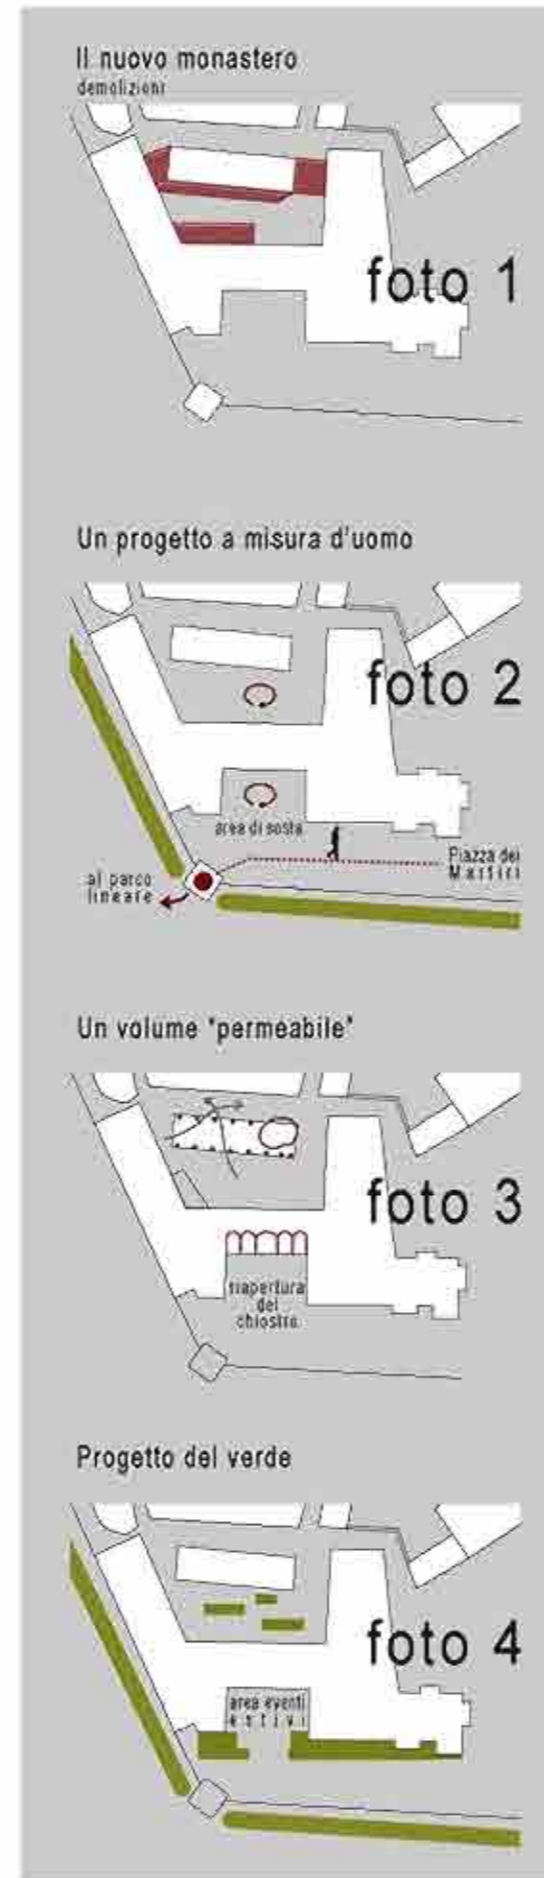 Il nuovo monastero
demolizioni
foto 1
Un progetto a misura d'uomo
foto 2
area di sosta
Piazza dei
Martiri
al parco
lineare
Un volume "permeabile"
foto 3
riapertura
del
chiostro
Progetto del verde
foto 4
area eventi
estivi